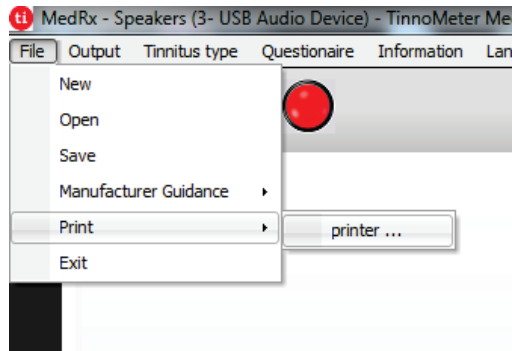 ti MedRx - Speakers (3- USB Audio Device) - TinnoMeter Me
File Output Tinnitus type Questionaire Information Lan
New
Open
Save
Manufacturer Guidance
Print
printer ...
Exit